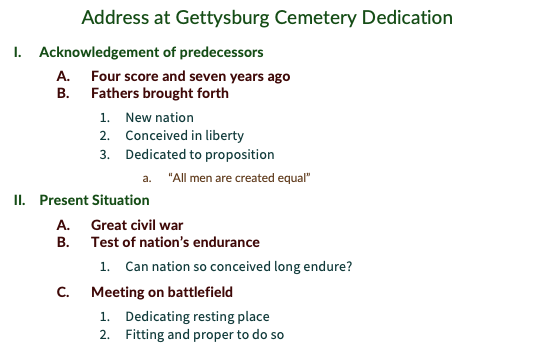 Address at Gettysburg Cemetery Dedication
I. Acknowledgement of predecessors
A. Four score and seven years ago
B. Fathers brought forth
1. New nation
2. Conceived in liberty
3. Dedicated to proposition
a. “All men are created equal”
II. Present Situation
A. Great civil war
B. Test of nation’s endurance
1. Can nation so conceived long endure?
C. Meeting on battlefield
1. Dedicating resting place
2. Fitting and proper to do so